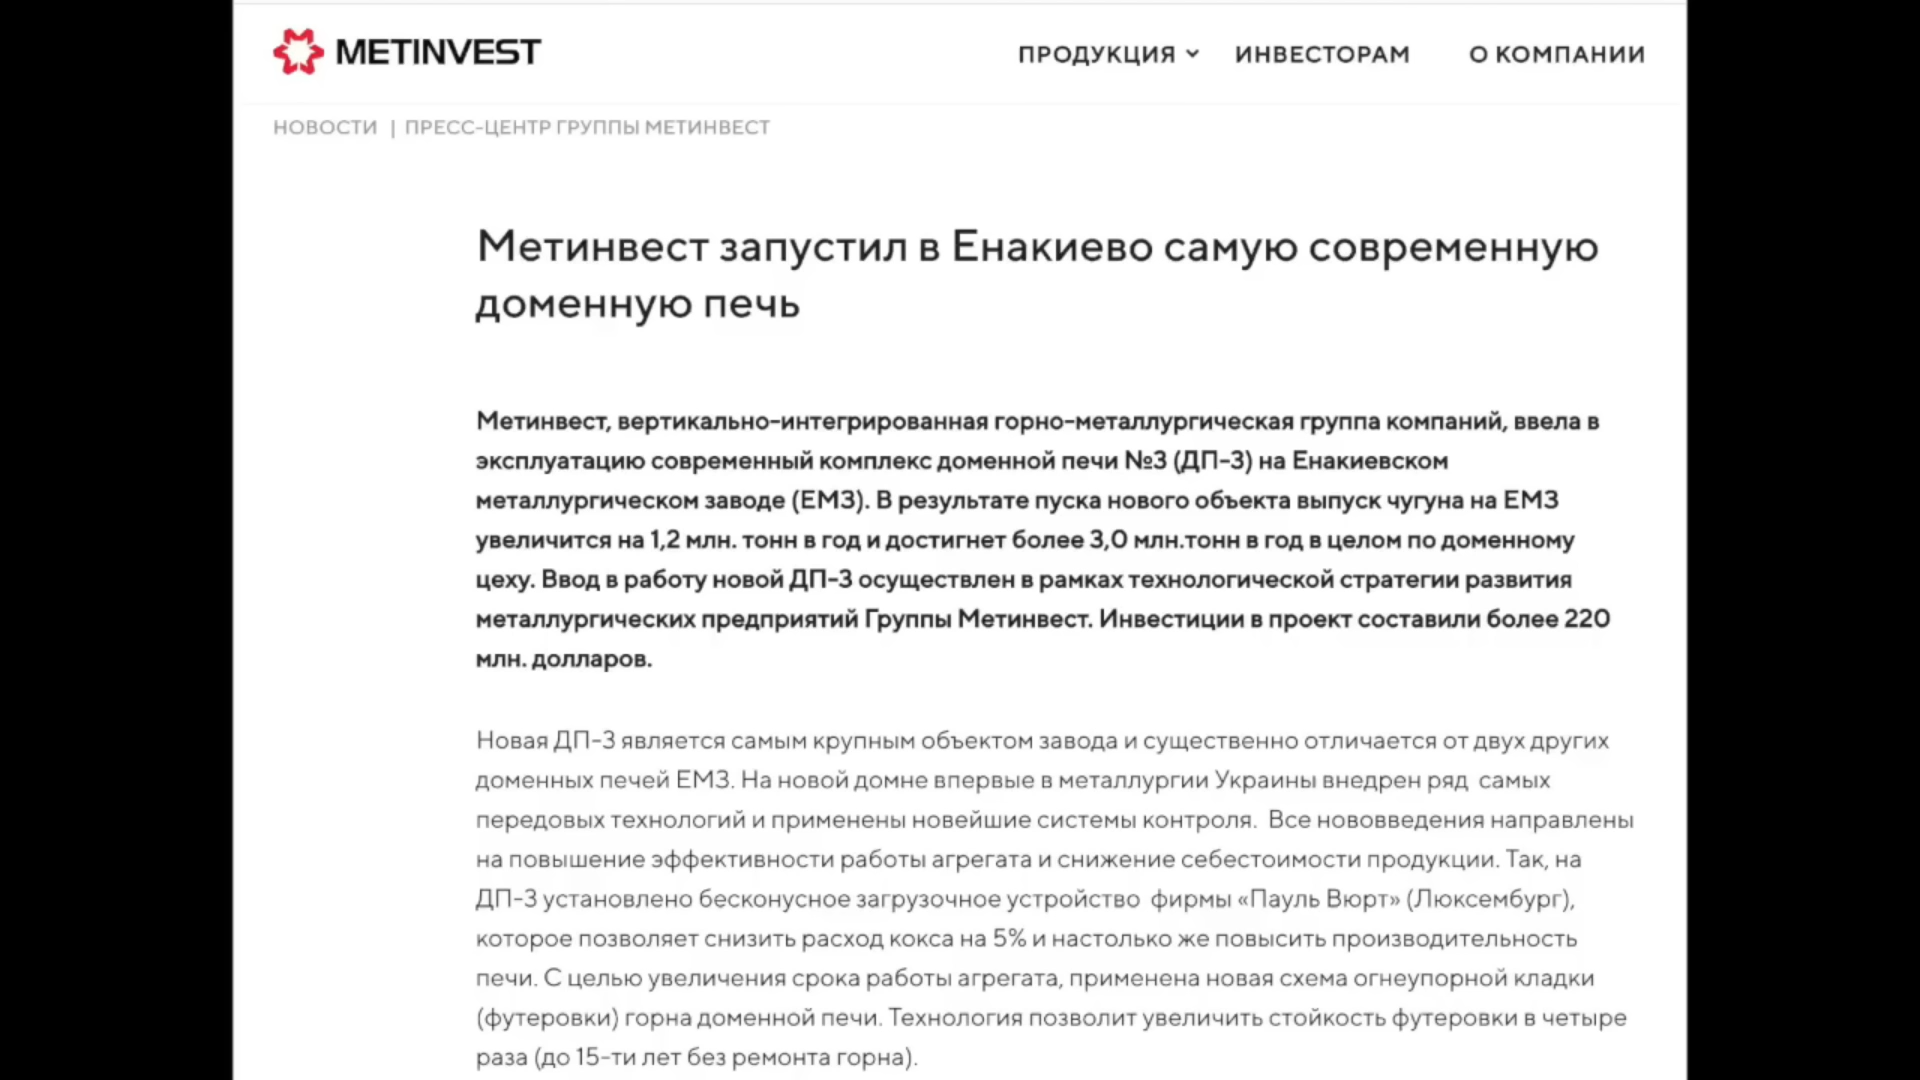 METINVEST
ПРОДУКЦИЯ ИНВЕСТОРАМ О КОМПАНИИ
НОВОСТИ | ПРЕСС-ЦЕНТР ГРУППЫ МЕТИНВЕСТ
Метинвест запустил в Енакиево самую современную
доменную печь
Метинвест, вертикально-интегрированная горно-металлургическая группа компаний, ввела в
эксплуатацию современный комплекс доменной печи №3 (ДП-3) на Енакиевском
металлургическом заводе (ЕМЗ). В результате пуска нового объекта выпуск чугуна на ЕМЗ
увеличится на 1,2 млн. тонн в год и достигнет более 3,0 млн.тонн в год в целом по доменному
цеху. Ввод в работу новой ДП-3 осуществлен в рамках технологической стратегии развития
металлургических предприятий Группы Метинвест. Инвестиции в проект составили более 220
млн. долларов.
Новая ДП-3 является самым крупным объектом завода и существенно отличается от двух других
доменных печей ЕМЗ. На новой домне впервые в металлургии Украины внедрен ряд самых
передовых технологий и применены новейшие системы контроля. Все нововведения направлены
на повышение эффективности работы агрегата и снижение себестоимости продукции. Так, на
ДП-3 установлено бесконусное загрузочное устройство фирмы «Пауль Вюрт» (Люксембург),
которое позволяет снизить расход кокса на 5% и настолько же повысить производительность
печи. С целью увеличения срока работы агрегата, применена новая схема огнеупорной кладки
(футеровки) горна доменной печи. Технология позволит увеличить стойкость футеровки в четыре
раза (до 15-ти лет без ремонта горна).